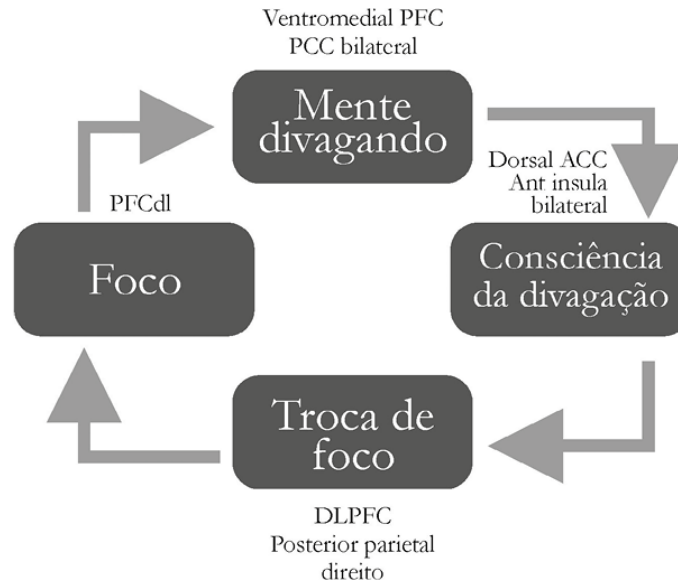 Ventromedial PFC
PCC bilateral
Mente
divagando
Dorsal ACC
Ant insula
bilateral
PFCdl
Foco
Consciência
da divagação
Troca de
foco
DLPFC
Posterior parietal
direito